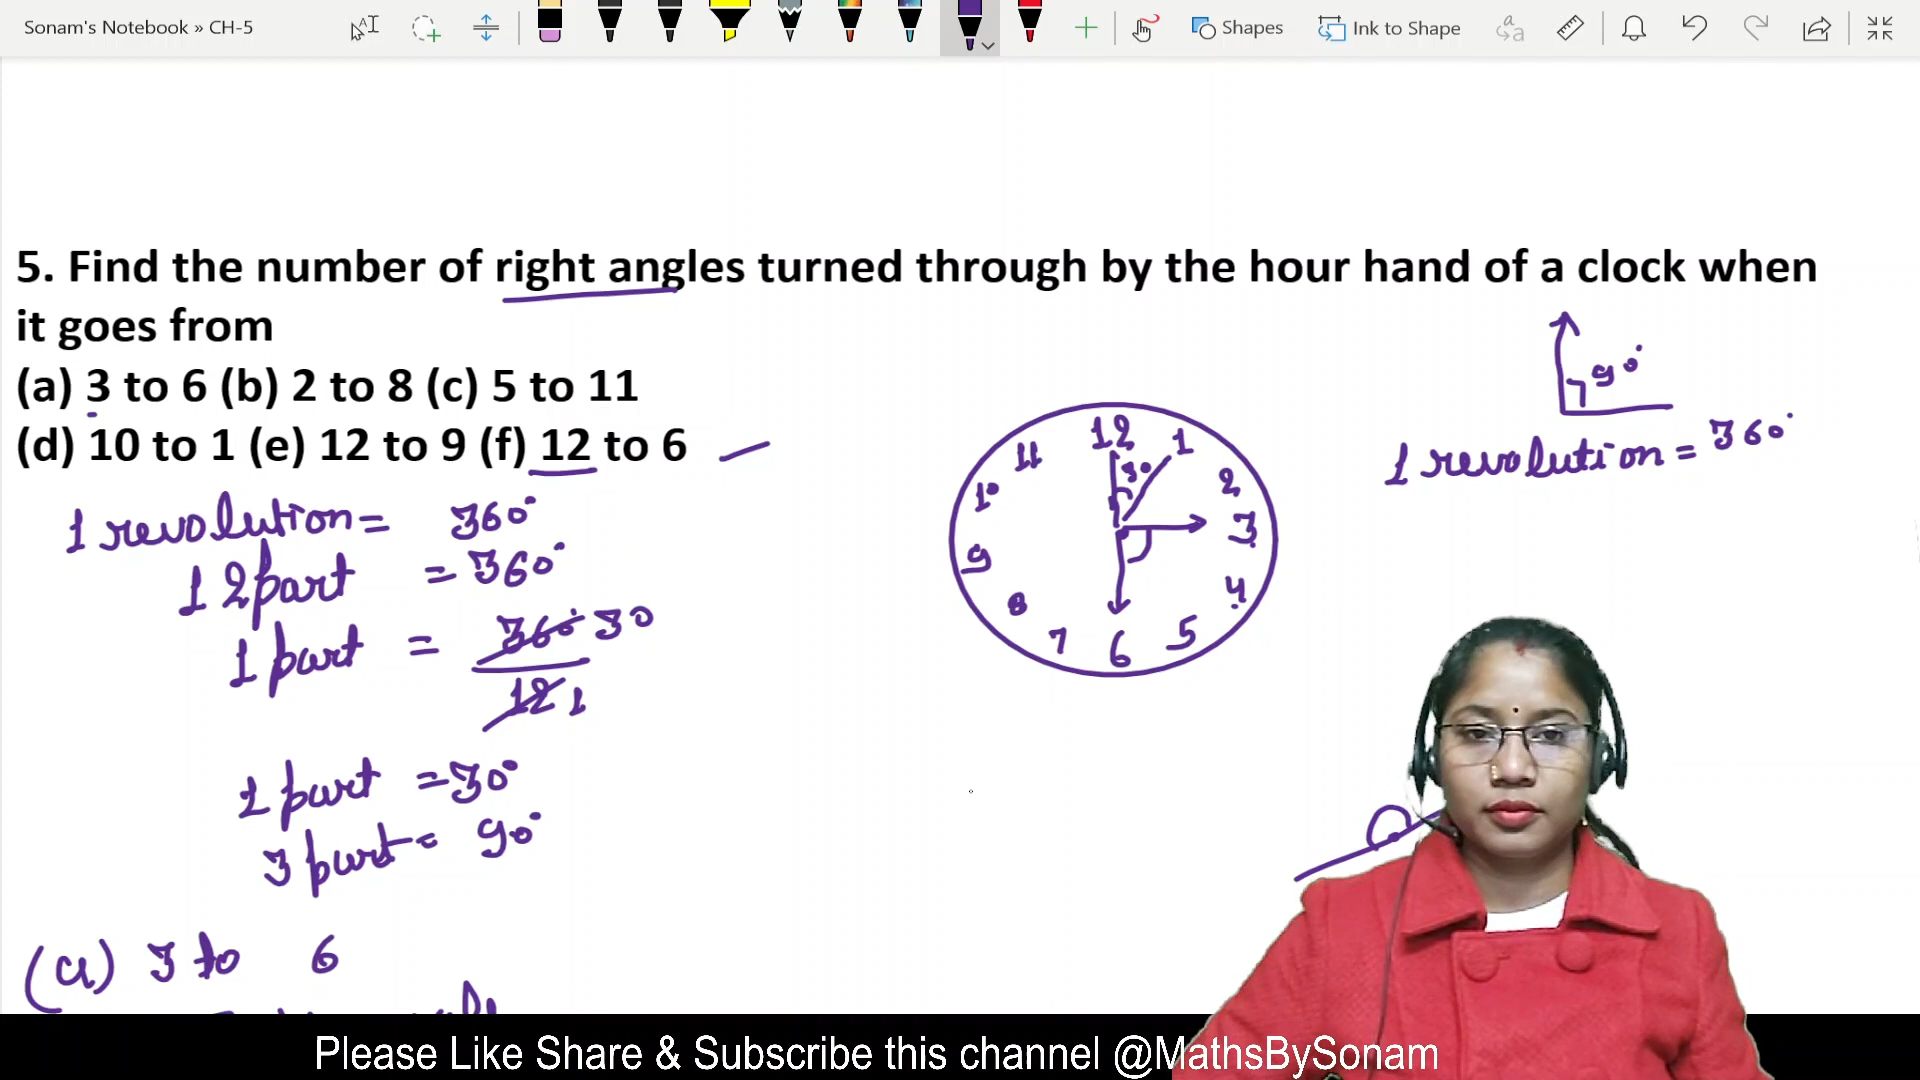 Sonam's Notebook » CH-5
Shapes
Ink to Shape
5. Find the number of right angles turned through by the hour hand of a clock when
it goes from
(a) 3 to 6 (b) 2 to 8 (c) 5 to 11
(d) 10 to 1 (e) 12 to 9 (f) 12 to 6
90°
1 revolution = 360°
12
1
2
3
4
5
6
7
8
9
10
11
30
1 revolution = 360°
12 part = 360°
1 part = 360° 30
12 1
1 part = 30°
3 part = 90°
(a) 3 to 6
Please Like Share & Subscribe this channel @MathsBySonam